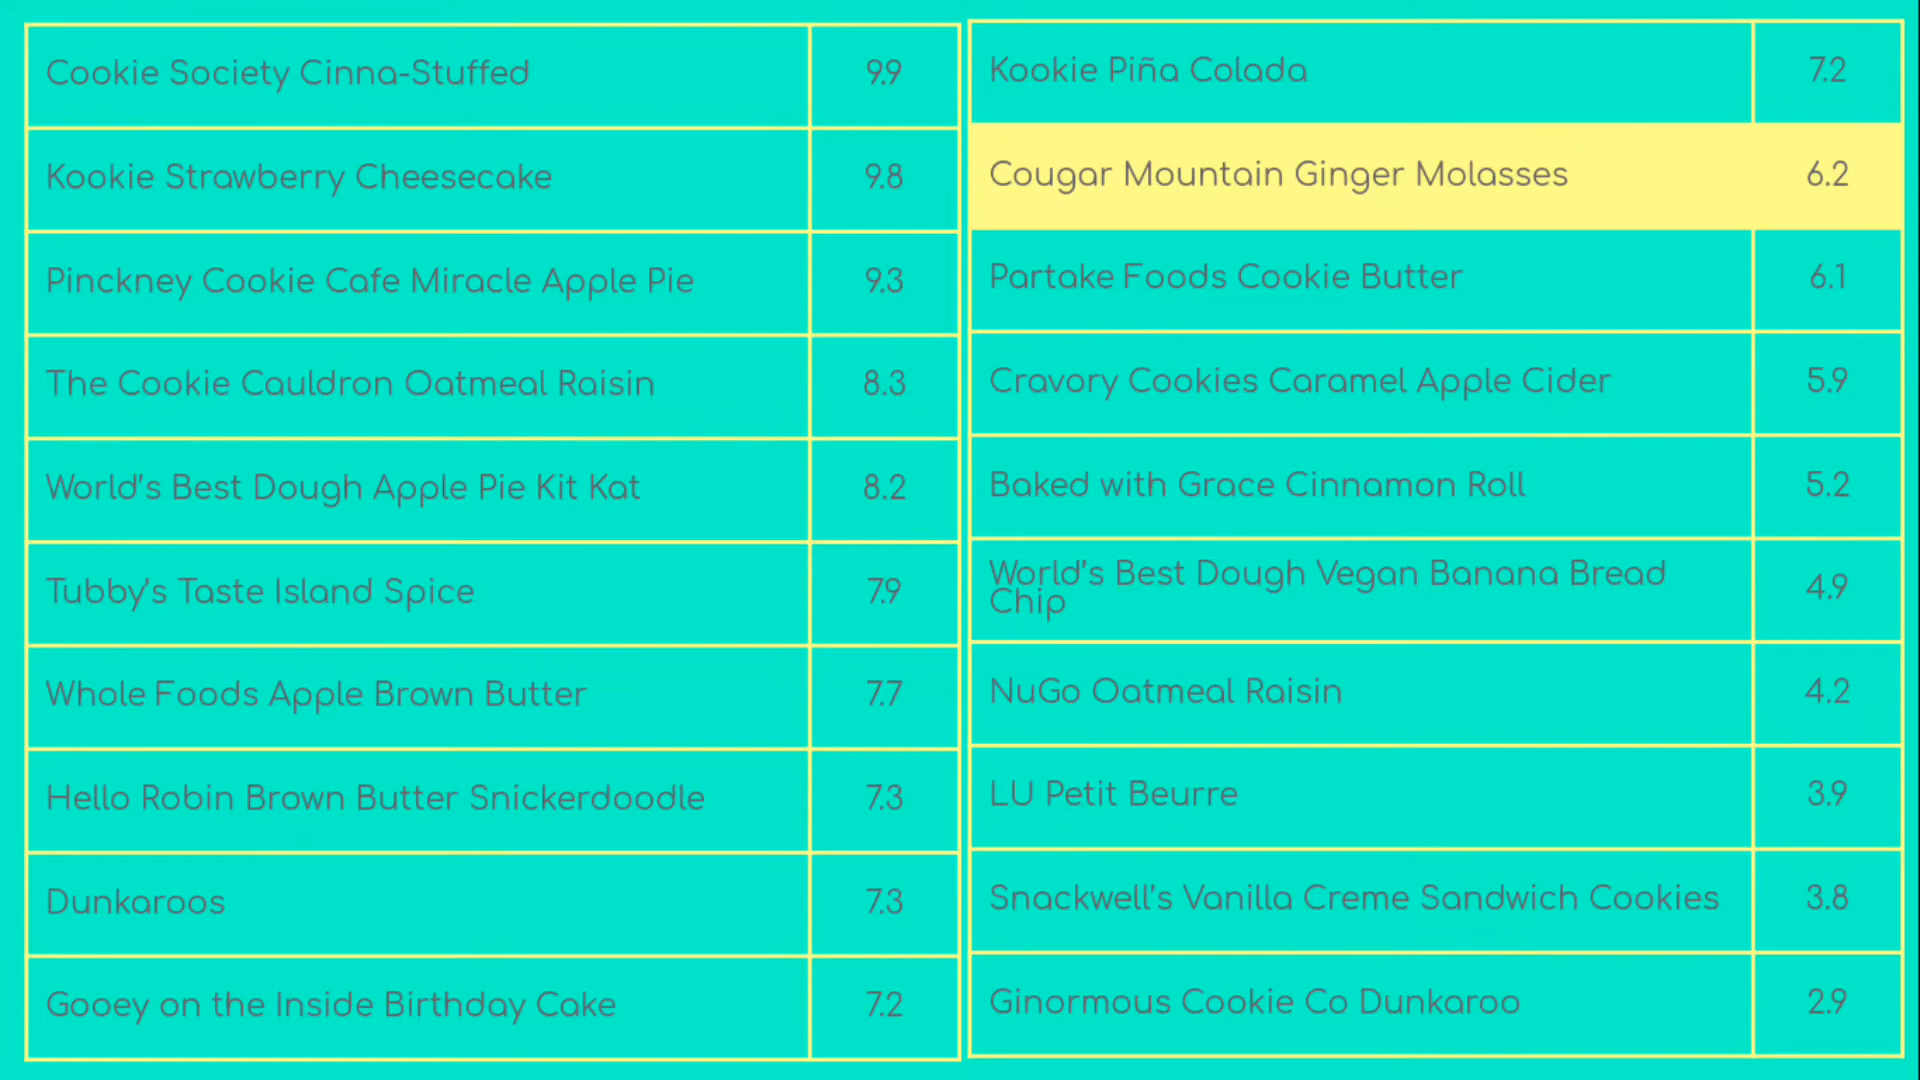 Cookie Society Cinna-Stuffed 9.9
Kookie Strawberry Cheesecake 9.8
Pinckney Cookie Cafe Miracle Apple Pie 9.3
The Cookie Cauldron Oatmeal Raisin 8.3
World's Best Dough Apple Pie Kit Kat 8.2
Tubby's Taste Island Spice 7.9
Whole Foods Apple Brown Butter 7.7
Hello Robin Brown Butter Snickerdoodle 7.3
Dunkaroos 7.3
Gooey on the Inside Birthday Cake 7.2
Kookie Piña Colada 7.2
Cougar Mountain Ginger Molasses 6.2
Partake Foods Cookie Butter 6.1
Cravory Cookies Caramel Apple Cider 5.9
Baked with Grace Cinnamon Roll 5.2
World's Best Dough Vegan Banana Bread
Chip 4.9
NuGo Oatmeal Raisin 4.2
LU Petit Beurre 3.9
Snackwell's Vanilla Creme Sandwich Cookies 3.8
Ginormous Cookie Co Dunkaroo 2.9